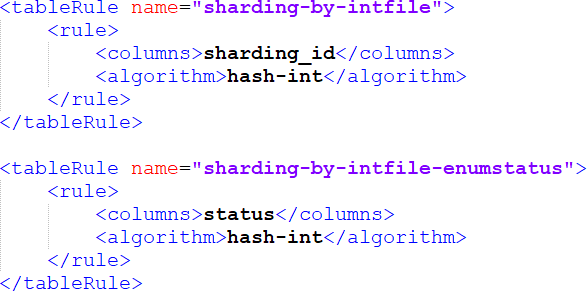 <tableRule name="sharding-by-intfile">
<rule>
<columns>sharding_id</columns>
<algorithm>hash-int</algorithm>
</rule>
</tableRule>
<tableRule name="sharding-by-intfile-enumstatus">
<rule>
<columns>status</columns>
<algorithm>hash-int</algorithm>
</rule>
</tableRule>